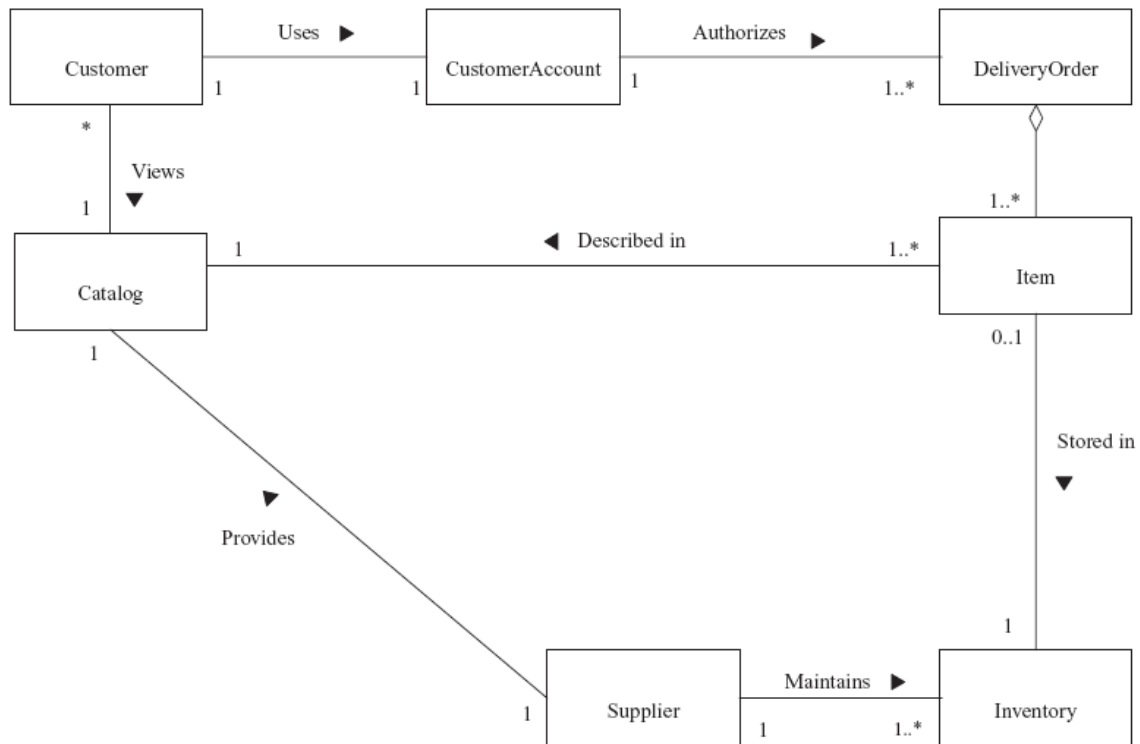 Uses
Authorizes
Customer
CustomerAccount
DeliveryOrder
1
1
1
1..*
*
Views
1
1..*
1
Described in
1..*
Catalog
Item
1
0..1
Stored in
Provides
1
Maintains
1
Supplier
1
1..*
Inventory